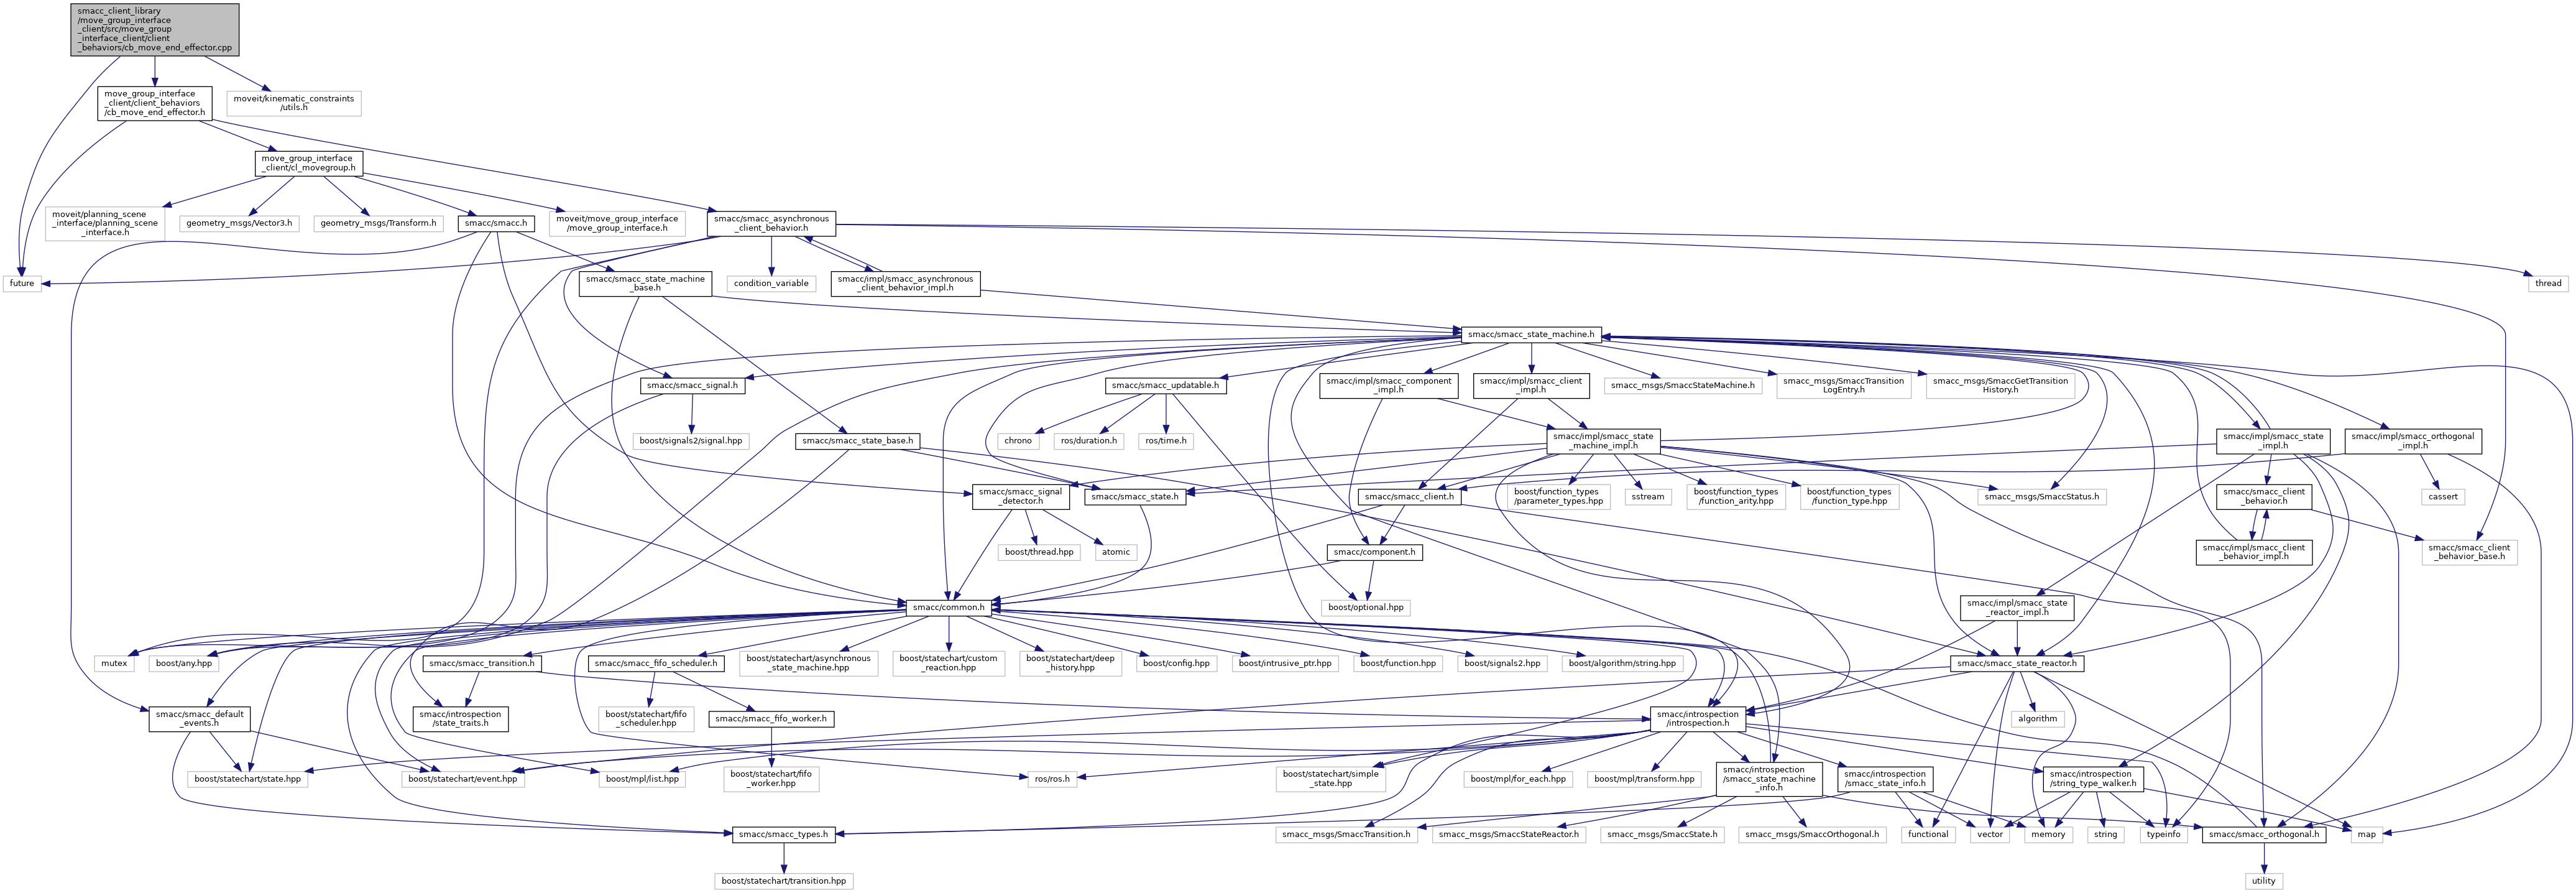 smacc_client_library
/move_group_interface
_client/src/move_group
_interface_client/client
_behaviors/cb_move_end_effector.cpp
move_group_interface
_client/client_behaviors
/cb_move_end_effector.h
moveit/kinematic_constraints
/utils.h
move_group_interface
_client/cl_movegroup.h
moveit/planning_scene
_interface/planning_scene
_interface.h
geometry_msgs/Vector3.h
geometry_msgs/Transform.h
smacc/smacc.h
moveit/move_group_interface
/move_group_interface.h
smacc/smacc_asynchronous
_client_behavior.h
future
smacc/smacc_state_machine
_base.h
condition_variable
smacc/impl/smacc_asynchronous
_client_behavior_impl.h
thread
smacc/smacc_state_machine.h
smacc/smacc_signal.h
smacc/smacc_updatable.h
smacc/impl/smacc_component
_impl.h
smacc/impl/smacc_client
_impl.h
smacc_msgs/SmaccStateMachine.h
smacc_msgs/SmaccTransition
LogEntry.h
smacc_msgs/SmaccGetTransition
History.h
boost/signals2/signal.hpp
smacc/smacc_state_base.h
chrono
ros/duration.h
ros/time.h
smacc/impl/smacc_state
_machine_impl.h
smacc/impl/smacc_state
_impl.h
smacc/impl/smacc_orthogonal
_impl.h
smacc/smacc_signal
_detector.h
smacc/smacc_state.h
smacc/smacc_client.h
boost/function_types
/parameter_types.hpp
sstream
boost/function_types
/function_arity.hpp
boost/function_types
/function_type.hpp
smacc_msgs/SmaccStatus.h
smacc/smacc_client
_behavior.h
cassert
boost/thread.hpp
atomic
smacc/component.h
smacc/impl/smacc_client
_behavior_impl.h
smacc/smacc_client
_behavior_base.h
smacc/common.h
boost/optional.hpp
smacc/impl/smacc_state
_reactor_impl.h
mutex
boost/any.hpp
smacc/smacc_transition.h
smacc/smacc_fifo_scheduler.h
boost/statechart/asynchronous
_state_machine.hpp
boost/statechart/custom
_reaction.hpp
boost/statechart/deep
_history.hpp
boost/config.hpp
boost/intrusive_ptr.hpp
boost/function.hpp
boost/signals2.hpp
boost/algorithm/string.hpp
smacc/smacc_state_reactor.h
smacc/smacc_default
_events.h
smacc/introspection
/state_traits.h
boost/statechart/fifo
_scheduler.hpp
smacc/smacc_fifo_worker.h
smacc/introspection
/introspection.h
algorithm
boost/statechart/state.hpp
boost/statechart/event.hpp
boost/mpl/list.hpp
boost/statechart/fifo
_worker.hpp
ros/ros.h
boost/statechart/simple
_state.hpp
boost/mpl/for_each.hpp
boost/mpl/transform.hpp
smacc/introspection
/smacc_state_machine
_info.h
smacc/introspection
/smacc_state_info.h
smacc/introspection
/string_type_walker.h
smacc/smacc_types.h
smacc_msgs/SmaccTransition.h
smacc_msgs/SmaccStateReactor.h
smacc_msgs/SmaccState.h
smacc_msgs/SmaccOrthogonal.h
functional
vector
memory
string
typeinfo
smacc/smacc_orthogonal.h
map
boost/statechart/transition.hpp
utility